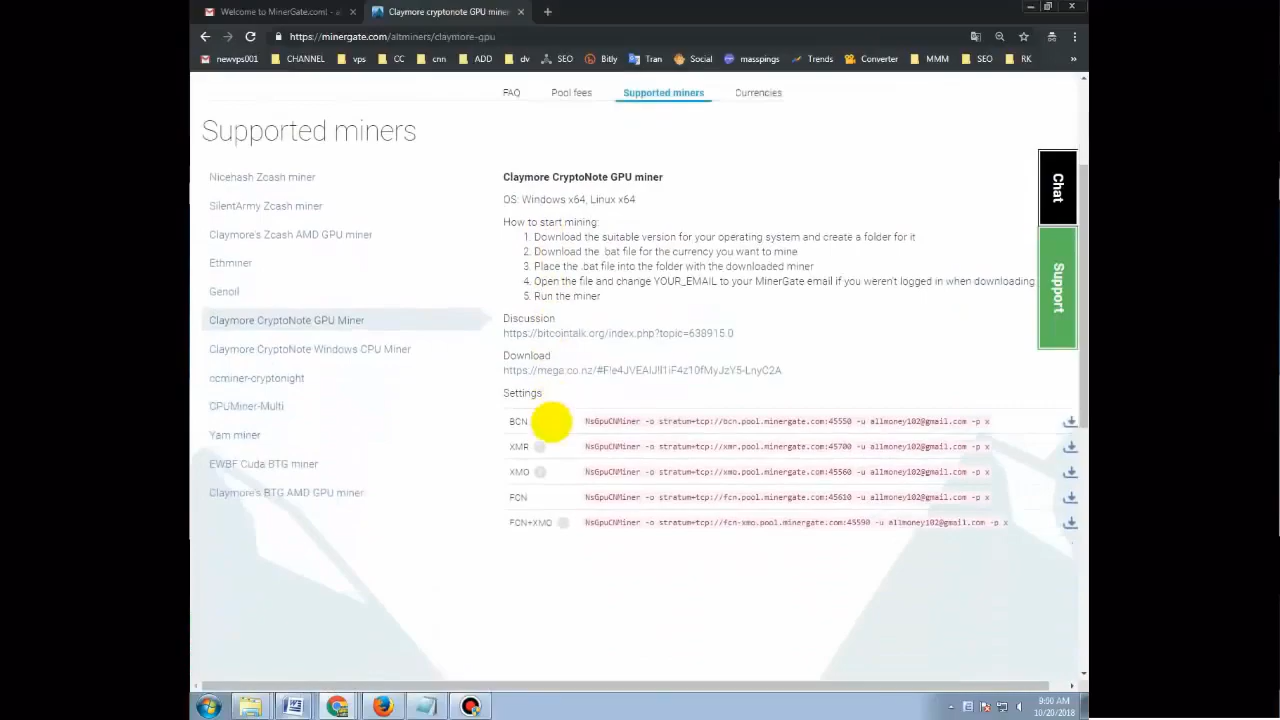 Welcome to MinerGate.com! - a
Claymore cryptonote GPU mine
https://minergate.com/altminers/claymore-gpu
newvps001 CHANNEL vps CC cnn ADD dv SEO Bitly Tran Social masspings Trends Converter MMM SEO RK »
FAQ Pool fees Supported miners Currencies
Supported miners
Nicehash Zcash miner
SilentArmy Zcash miner
Claymore's Zcash AMD GPU miner
Ethminer
Genoil
Claymore CryptoNote GPU Miner
Claymore CryptoNote Windows CPU Miner
ccminer-cryptonight
CPUMiner-Multi
Yam miner
EWBF Cuda BTG miner
Claymore's BTG AMD GPU miner
Claymore CryptoNote GPU miner
OS: Windows x64, Linux x64
How to start mining:
1. Download the suitable version for your operating system and create a folder for it
2. Download the .bat file for the currency you want to mine
3. Place the .bat file into the folder with the downloaded miner
4. Open the file and change YOUR_EMAIL to your MinerGate email if you weren't logged in when downloading
5. Run the miner
Discussion
https://bitcointalk.org/index.php?topic=638915.0
Download
Settings
BCN NsGpuCNMiner -o stratum+tcp://bcn.pool.minergate.com:45550 -u allmoney102@gmail.com -p x
XMR NsGpuCNMiner -o stratum+tcp://xmr.pool.minergate.com:45700 -u allmoney102@gmail.com -p x
XMO NsGpuCNMiner -o stratum+tcp://xmo.pool.minergate.com:45560 -u allmoney102@gmail.com -p x
FCN NsGpuCNMiner -o stratum+tcp://fcn.pool.minergate.com:45610 -u allmoney102@gmail.com -p x
FCN+XMO NsGpuCNMiner -o stratum+tcp://fcn-xmo.pool.minergate.com:45590 -u allmoney102@gmail.com -p x
Chat
Support
9:00 AM
10/20/2018